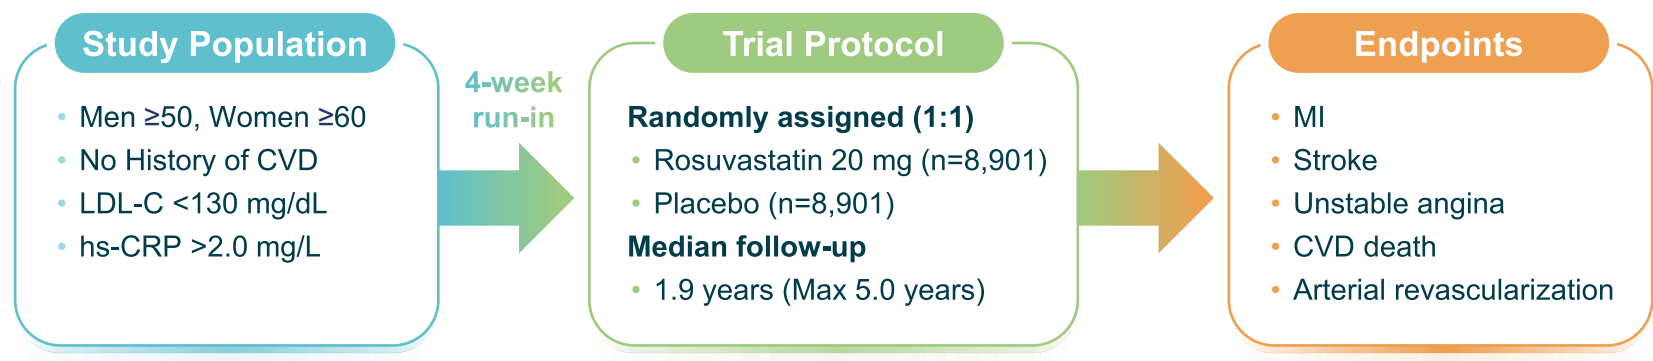 Study Population
• Men ≥50, Women ≥60
• No History of CVD
• LDL-C <130 mg/dL
• hs-CRP >2.0 mg/L
4-week
run-in
Trial Protocol
Randomly assigned (1:1)
• Rosuvastatin 20 mg (n=8,901)
• Placebo (n=8,901)
Median follow-up
• 1.9 years (Max 5.0 years)
Endpoints
• MI
• Stroke
• Unstable angina
• CVD death
• Arterial revascularization